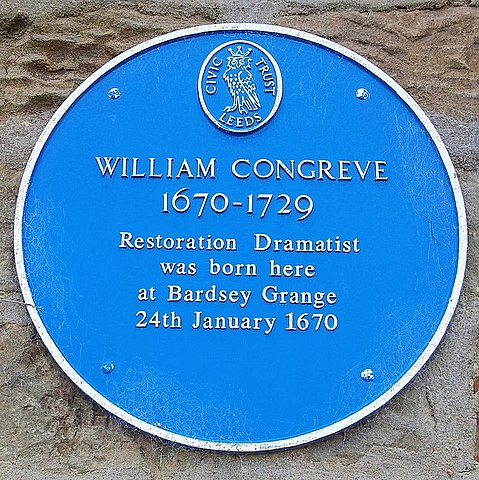 CIVIC TRUST
LEEDS
WILLIAM CONGREVE
1670-1729
Restoration Dramatist
was born here
at Bardsey Grange
24th January 1670